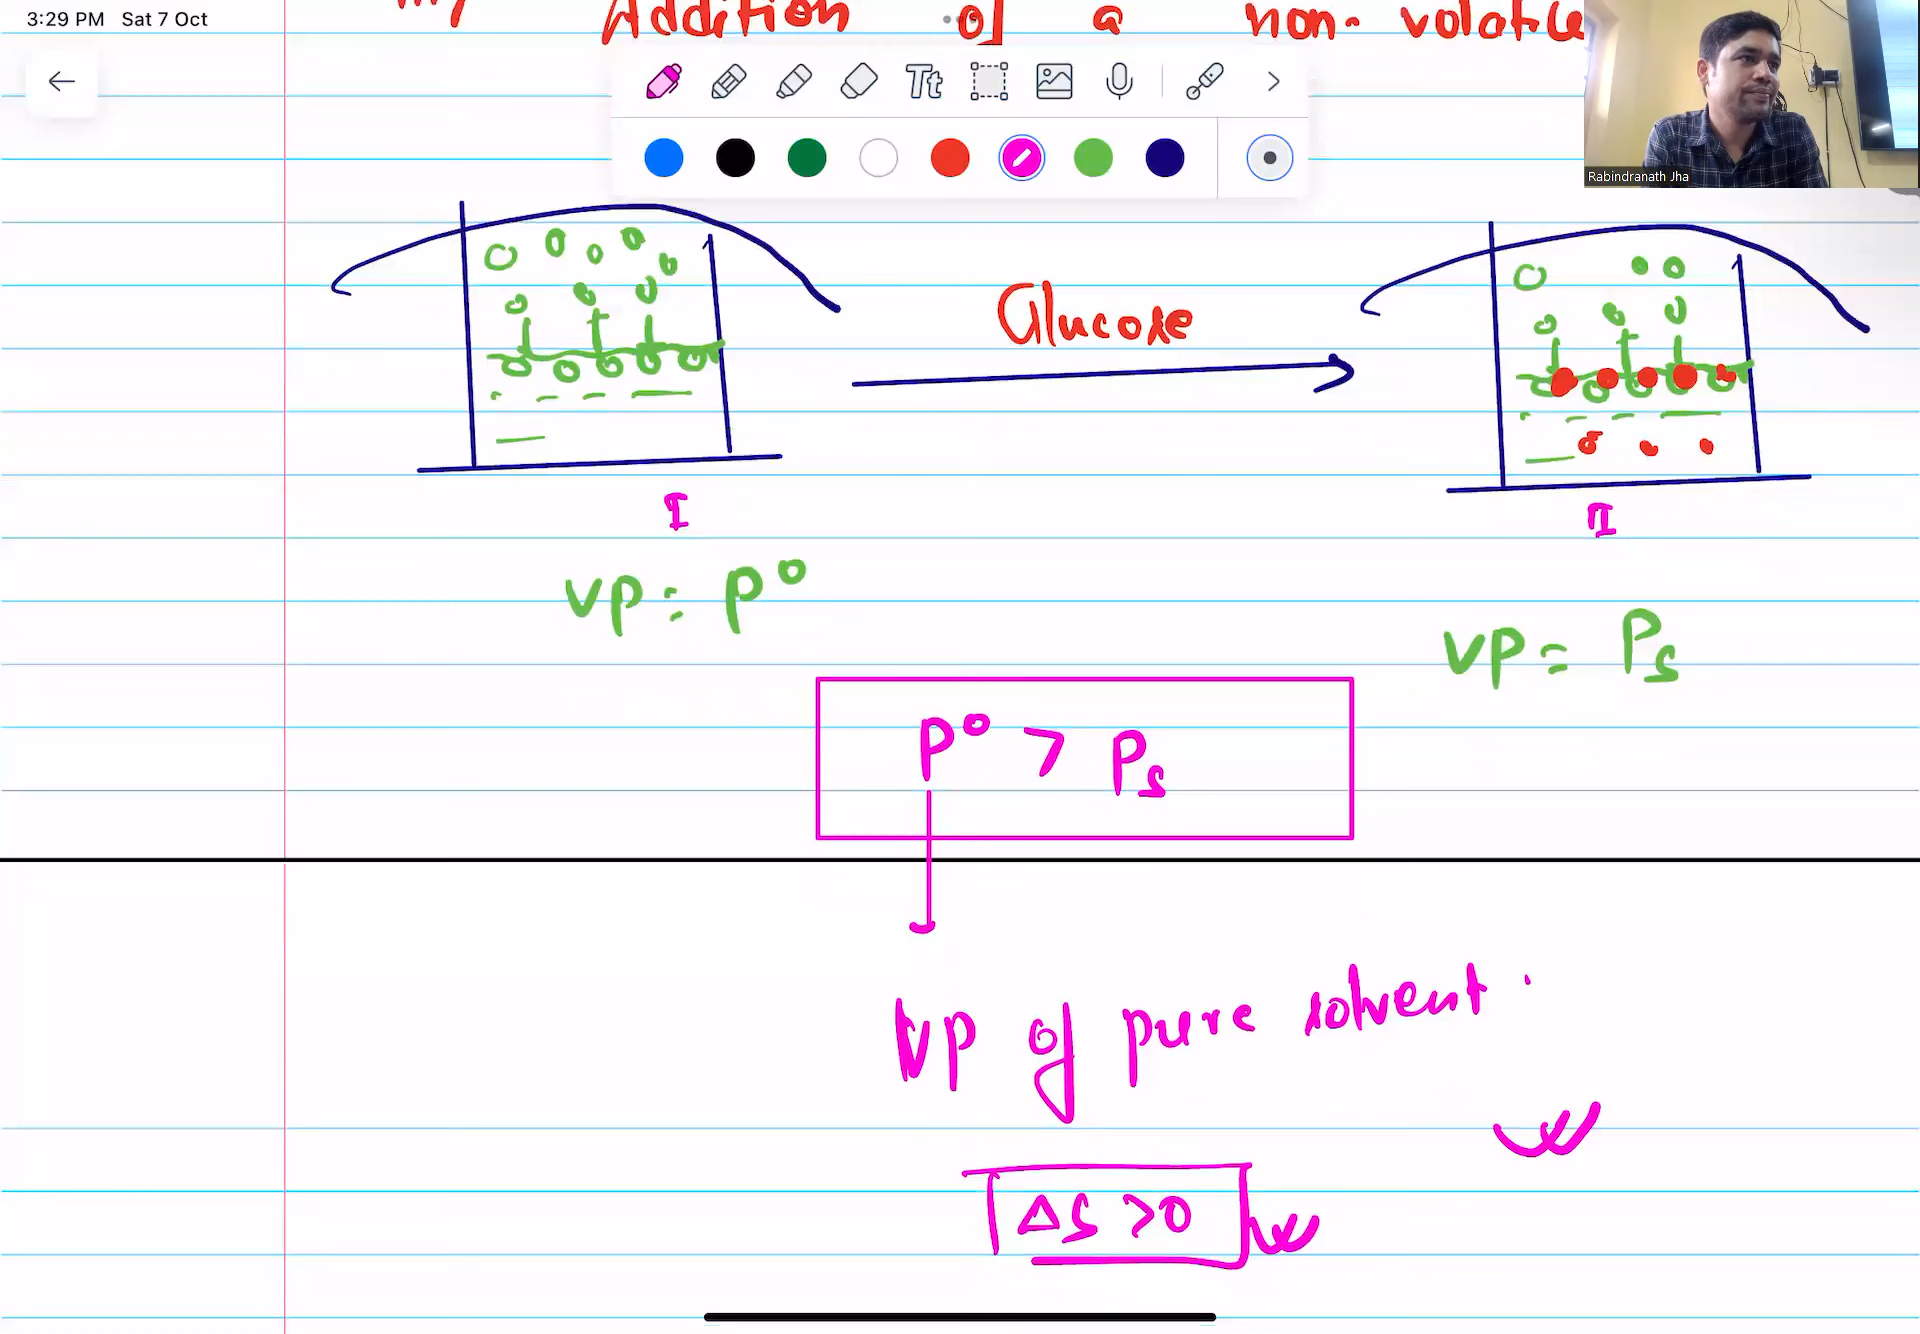 3:29 PM Sat 7 Oct
Addition of a non-volatile
Tt
Rabindranath Jha
Glucose
I
II
VP = P°
VP = Ps
P° > Ps
VP of pure solvent.
ΔS >0